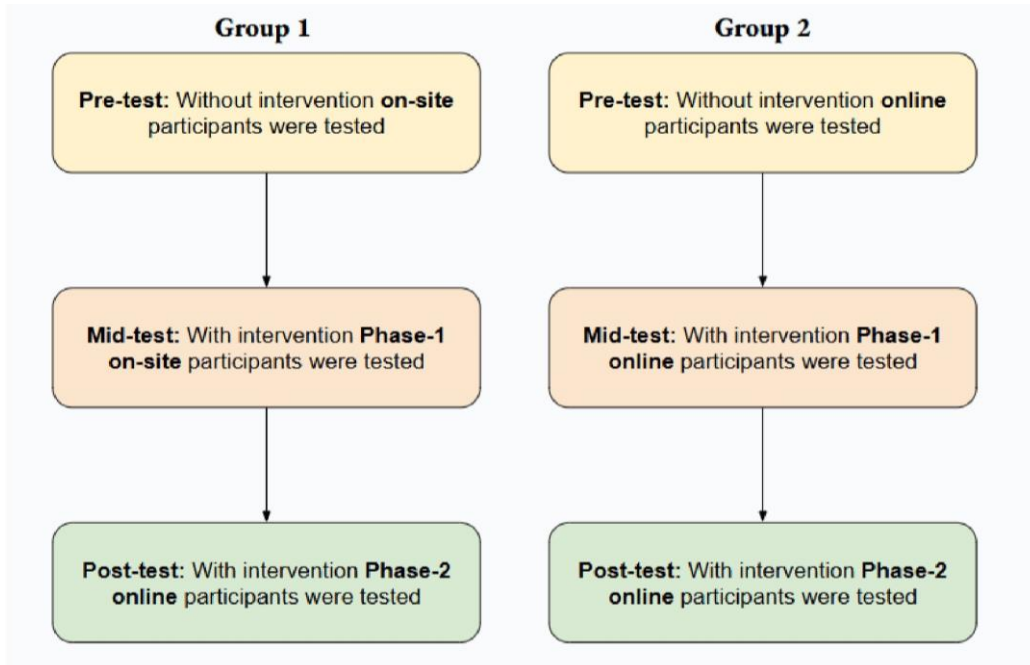 Group 1
Pre-test: Without intervention on-site
participants were tested
Mid-test: With intervention Phase-1
on-site participants were tested
Post-test: With intervention Phase-2
online participants were tested
Group 2
Pre-test: Without intervention online
participants were tested
Mid-test: With intervention Phase-1
online participants were tested
Post-test: With intervention Phase-2
online participants were tested